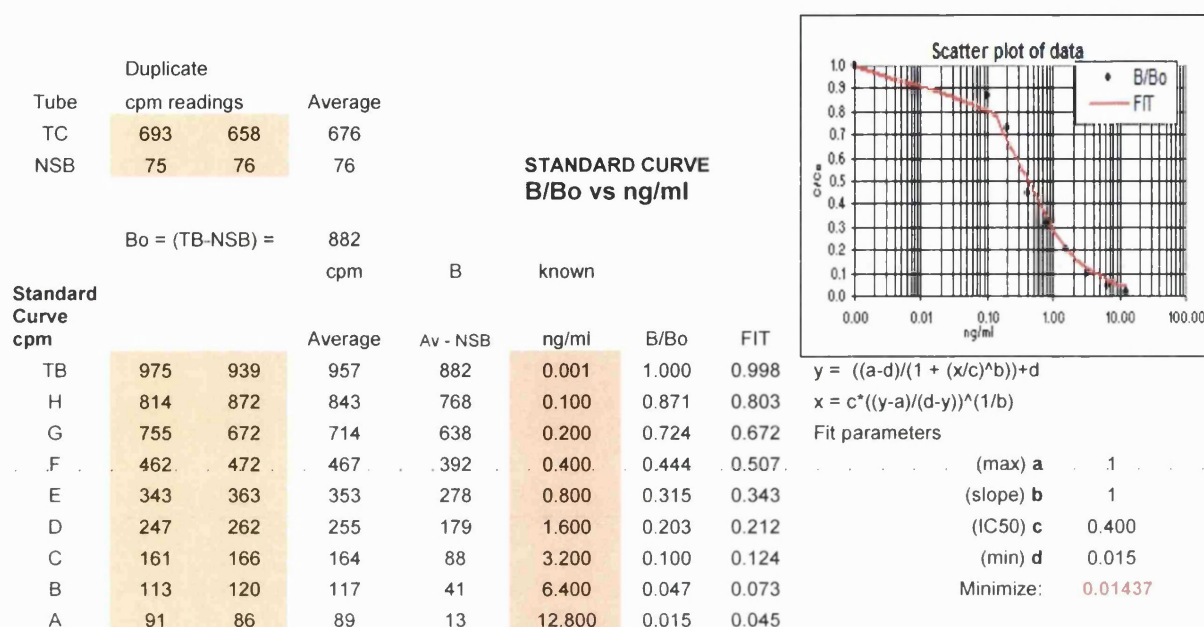 Duplicate
Tube cpm readings Average
TC 693 658 676
NSB 75 76 76
STANDARD CURVE
B/Bo vs ng/ml
Bo = (TB-NSB) = 882
cpm B known
Standard
Curve
cpm Average Av - NSB ng/ml B/Bo FIT
TB 975 939 957 882 0.001 1.000 0.998
H 814 872 843 768 0.100 0.871 0.803
G 755 672 714 638 0.200 0.724 0.672
F 462 472 467 392 0.400 0.444 0.507
E 343 363 353 278 0.800 0.315 0.343
D 247 262 255 179 1.600 0.203 0.212
C 161 166 164 88 3.200 0.100 0.124
B 113 120 117 41 6.400 0.047 0.073
A 91 86 89 13 12.800 0.015 0.045
Scatter plot of data
B/Bo
FIT
1.0
0.9
0.8
0.7
0.6
0.5
0.4
0.3
0.2
0.1
0.0
0.00 0.01 0.10 1.00 10.00 100.00
ng/ml
y = ((a-d)/(1 + (x/c)^b))+d
x = c*((y-a)/(d-y))^(1/b)
Fit parameters
(max) a 1
(slope) b 1
(IC50) c 0.400
(min) d 0.015
Minimize: 0.01437